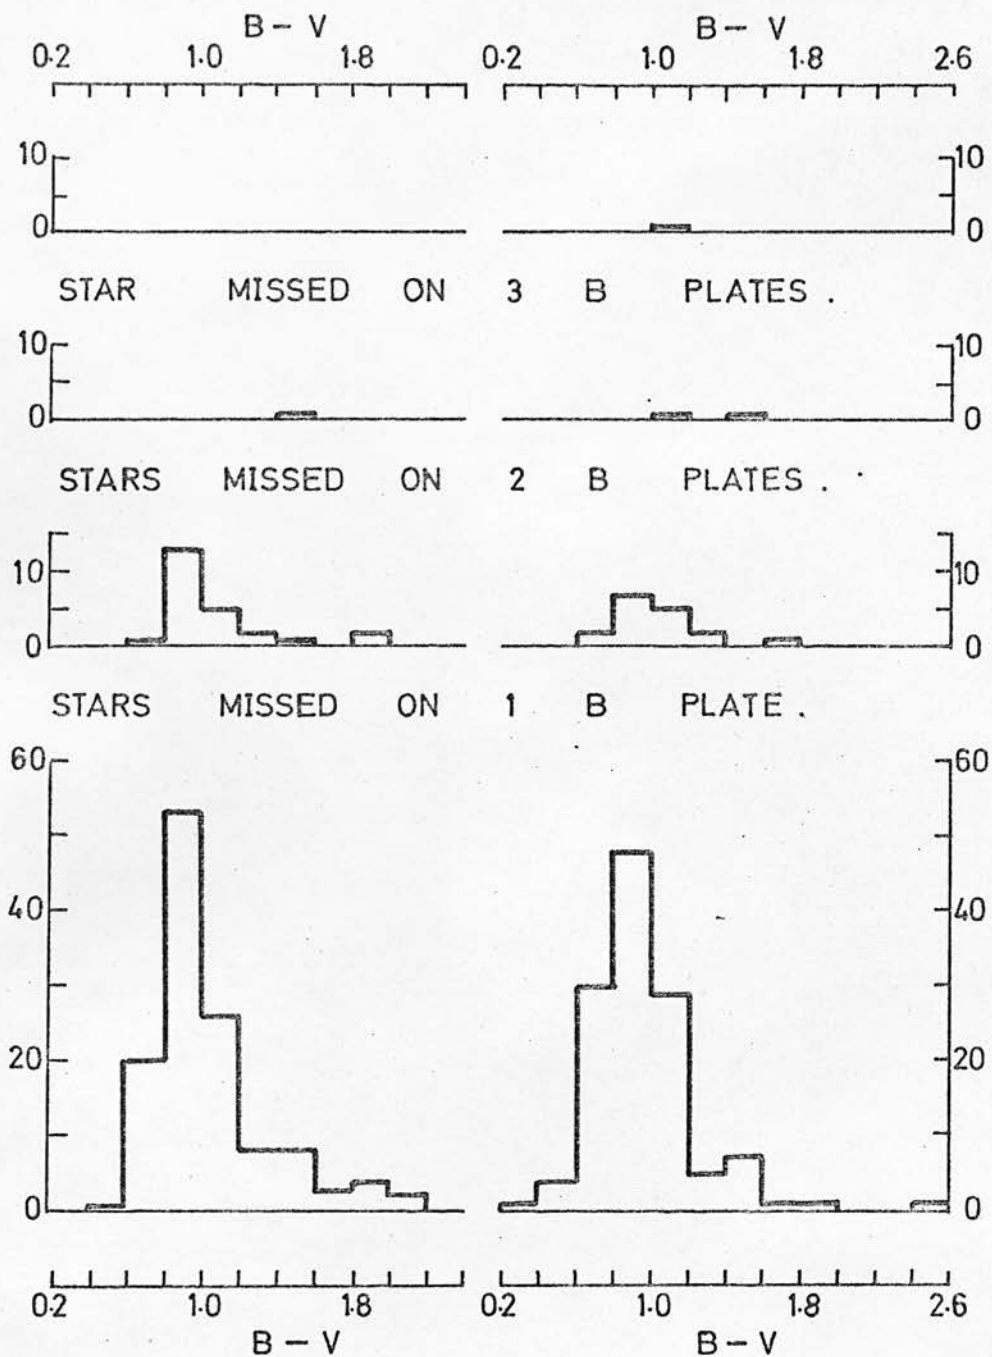 B – V B – V
0.2 1.0 1.8 0.2 1.0 1.8 2.6
10 10
0 0
STAR MISSED ON 3 B PLATES .
10 10
0 0
STARS MISSED ON 2 B PLATES .
10 10
0 0
STARS MISSED ON 1 B PLATE .
60 60
40 40
20 20
0 0
0.2 1.0 1.8 0.2 1.0 1.8 2.6
B – V B – V